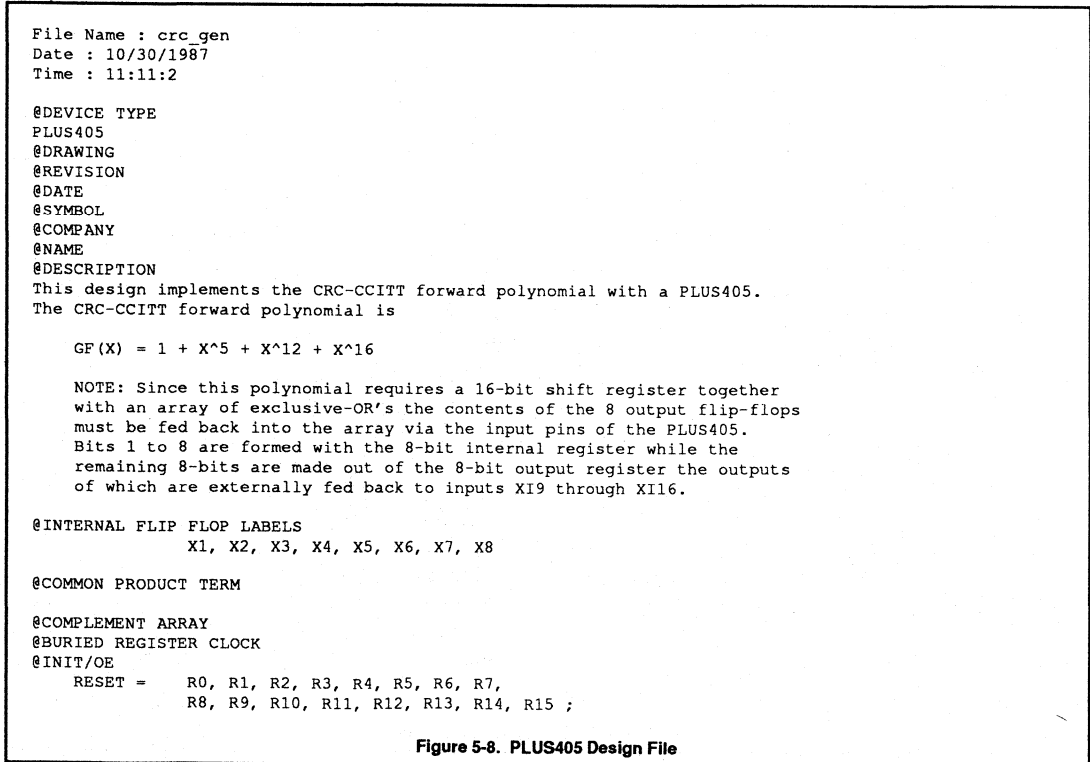 File Name : crc_gen
Date : 10/30/1987
Time : 11:11:2
@DEVICE TYPE
PLUS405
@DRAWING
@REVISION
@DATE
@SYMBOL
@COMPANY
@NAME
@DESCRIPTION
This design implements the CRC-CCITT forward polynomial with a PLUS405.
The CRC-CCITT forward polynomial is
GF(X) = 1 + X^5 + X^12 + X^16
NOTE: Since this polynomial requires a 16-bit shift register together
with an array of exclusive-OR's the contents of the 8 output flip-flops
must be fed back into the array via the input pins of the PLUS405.
Bits 1 to 8 are formed with the 8-bit internal register while the
remaining 8-bits are made out of the 8-bit output register the outputs
of which are externally fed back to inputs XI9 through XI16.
@INTERNAL FLIP FLOP LABELS
X1, X2, X3, X4, X5, X6, X7, X8
@COMMON PRODUCT TERM
@COMPLEMENT ARRAY
@BURIED REGISTER CLOCK
@INIT/OE
RESET = R0, R1, R2, R3, R4, R5, R6, R7,
R8, R9, R10, R11, R12, R13, R14, R15 ;
Figure 5-8. PLUS405 Design File